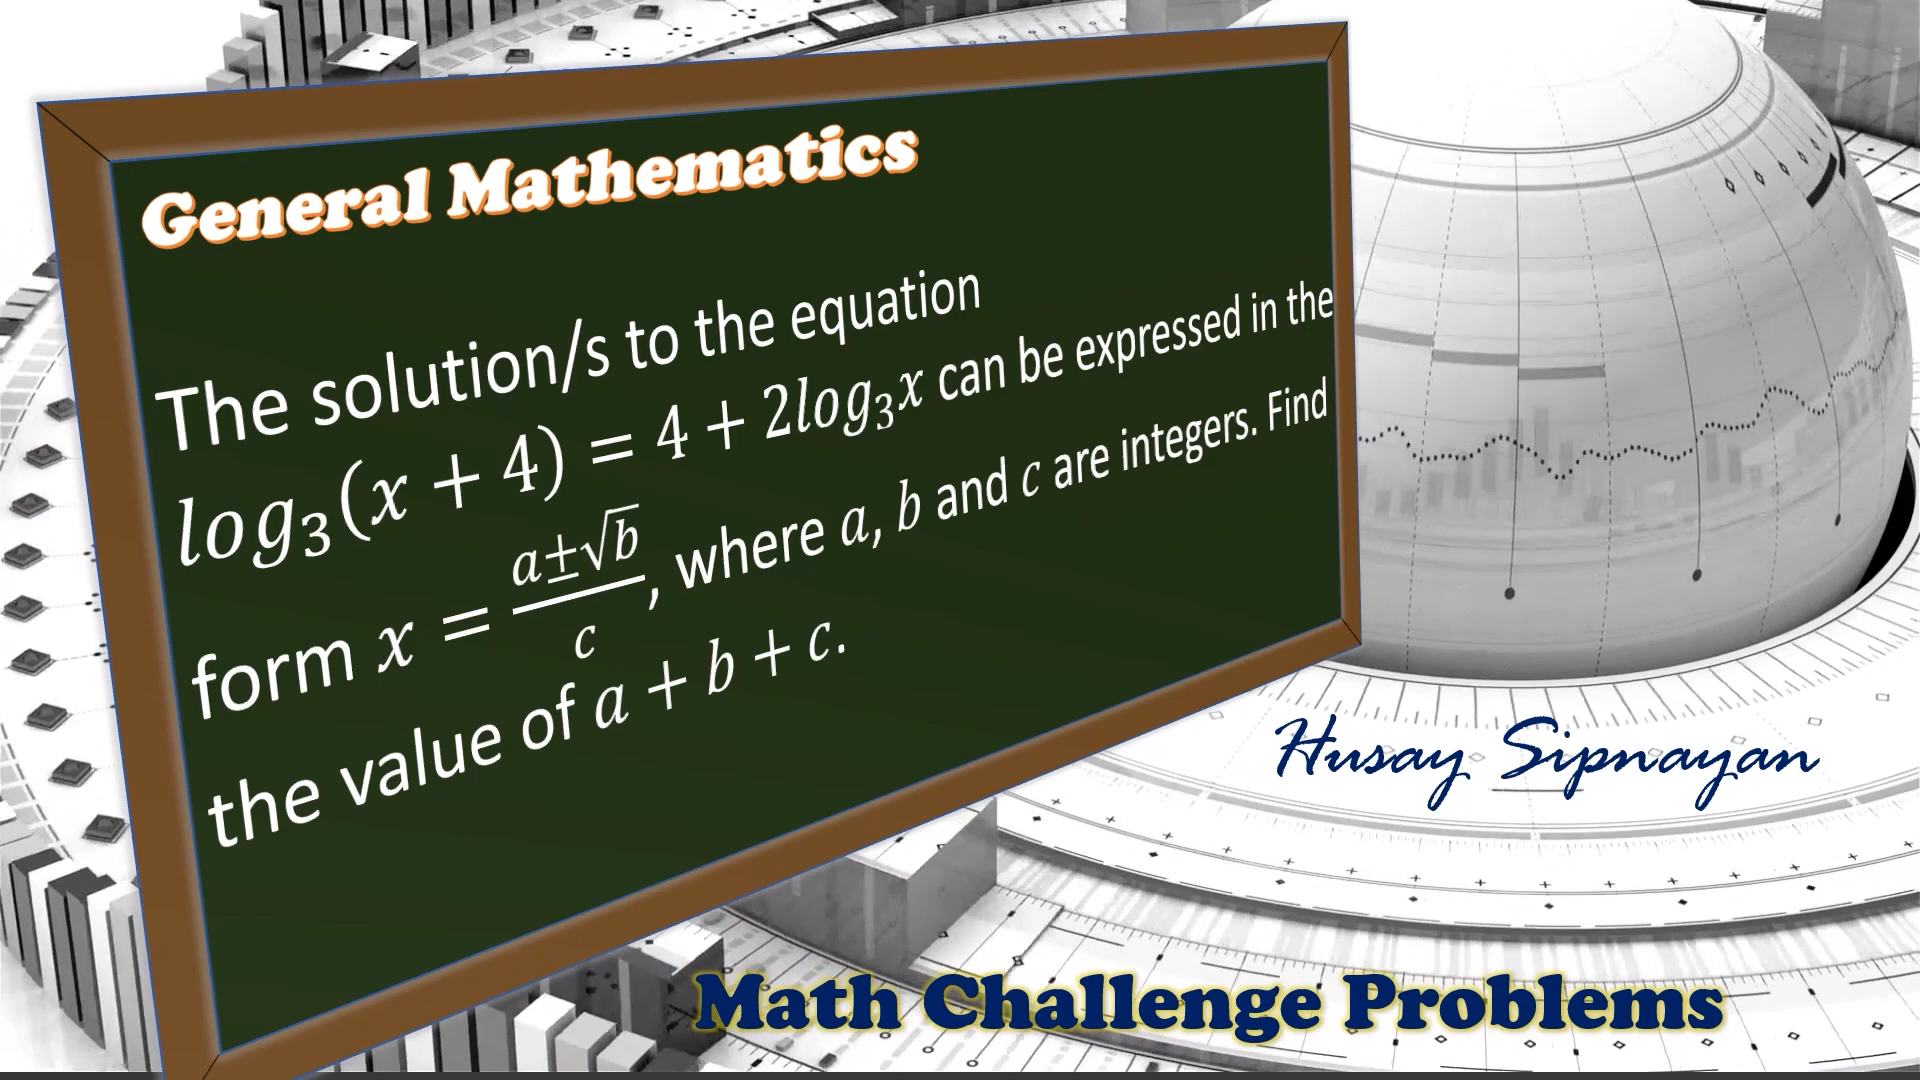 General Mathematics
The solution/s to the equation
log₃(x + 4) = 4 + 2log₃x can be expressed in the
form x = \frac{a±√b}{c}, where a, b and c are integers. Find
the value of a + b + c.
Husay Sipnayan
Math Challenge Problems